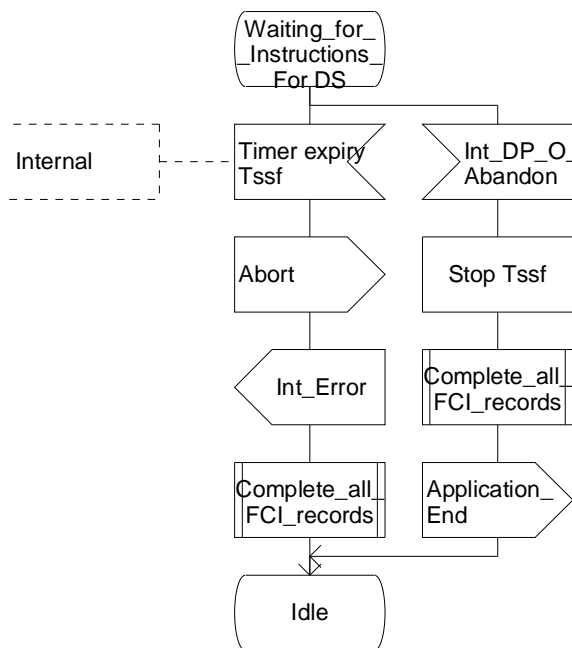 Waiting_for_
_Instructions_
For DS
Internal
Timer expiry
Tssf
Int_DP_O_
Abandon
Abort
Stop Tssf
Int_Error
Complete_all_
FCI_records
Complete_all_
FCI_records
Application_
End
Idle